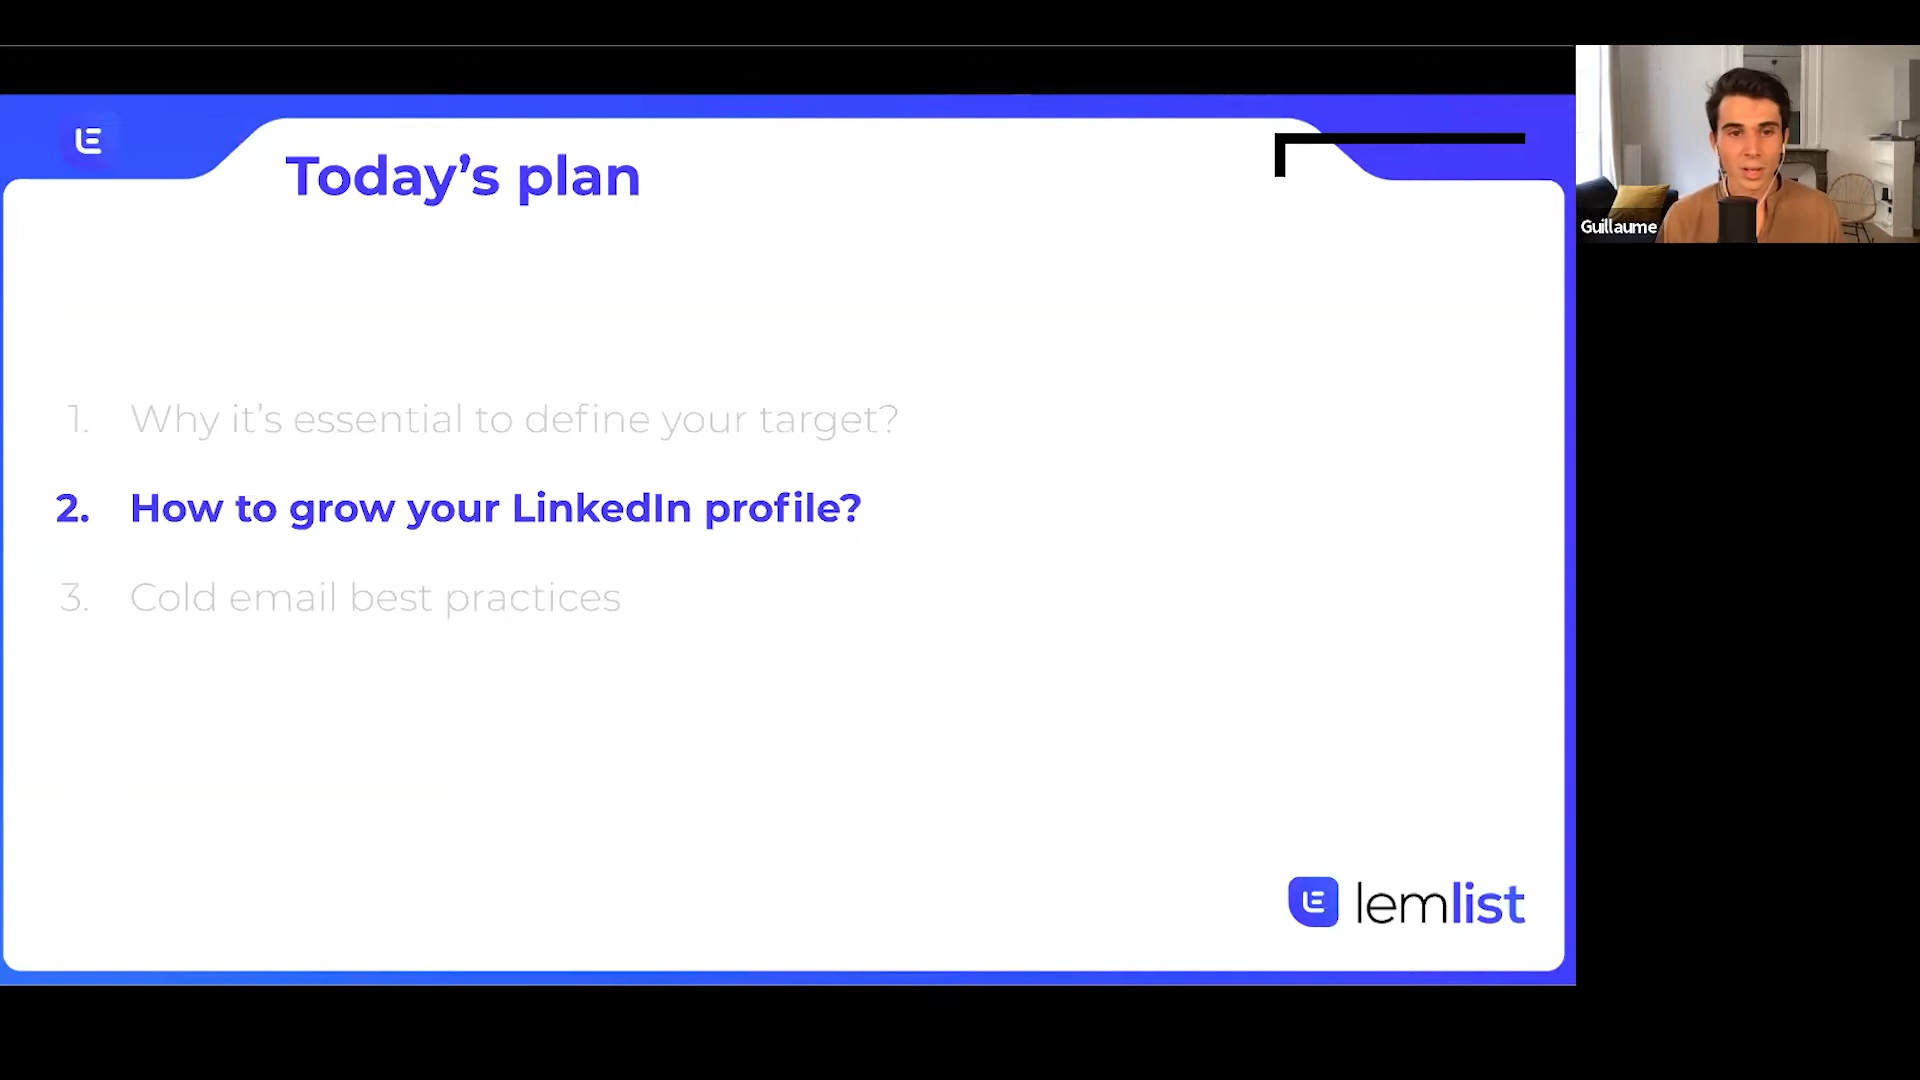 Today’s plan
1. Why it’s essential to define your target?
2. How to grow your LinkedIn profile?
3. Cold email best practices
lemlist
Guillaume